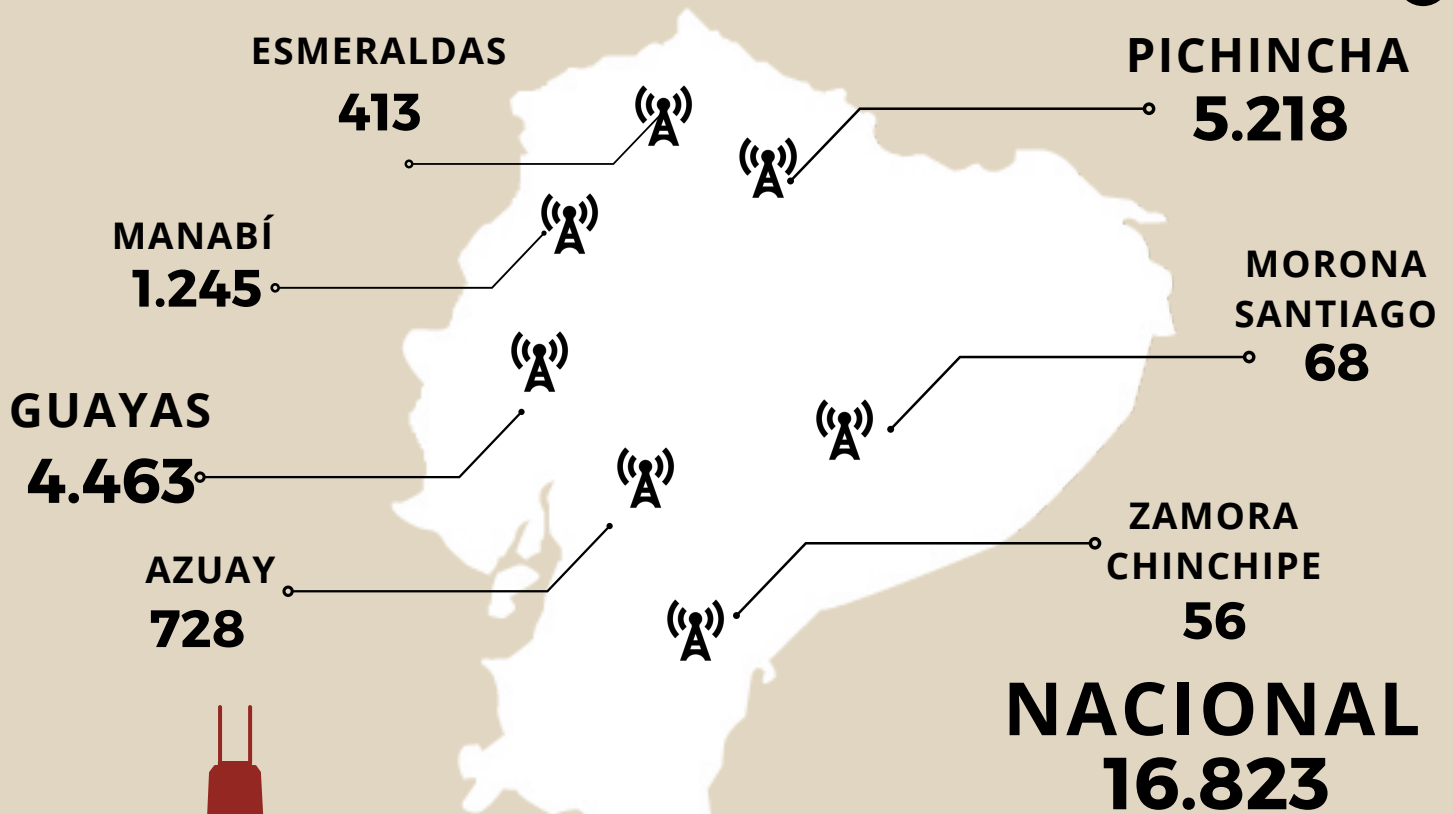 ESMERALDAS
413
PICHINCHA
5.218
MANABÍ
1.245
MORONA
SANTIAGO
68
GUAYAS
4.463
ZAMORA
CHINCHIPE
56
AZUAY
728
NACIONAL
16.823